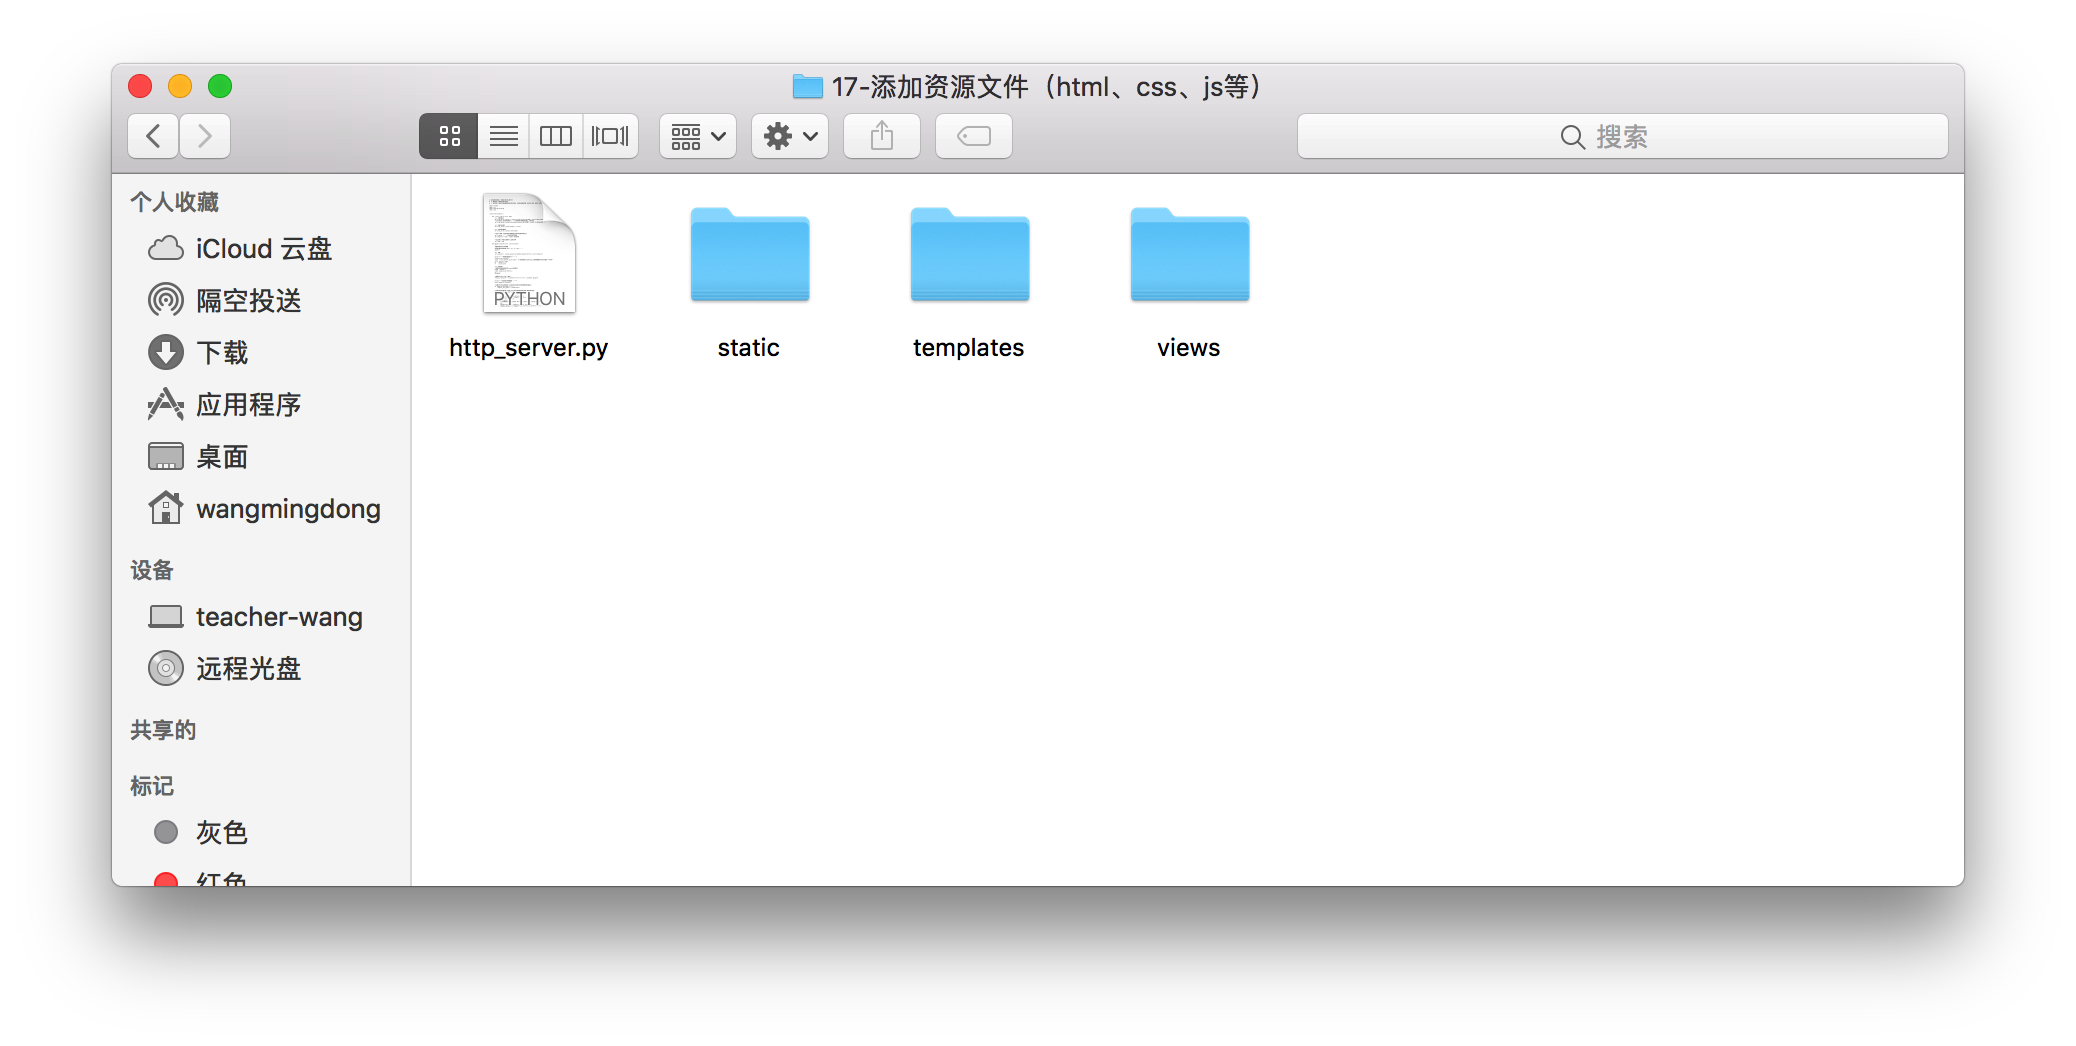 17-添加资源文件（html、css、js等）
搜索
个人收藏
iCloud 云盘
隔空投送
下载
应用程序
桌面
wangmingdong
设备
teacher-wang
远程光盘
共享的
标记
灰色
红色
PYTHON
http_server.py
static
templates
views